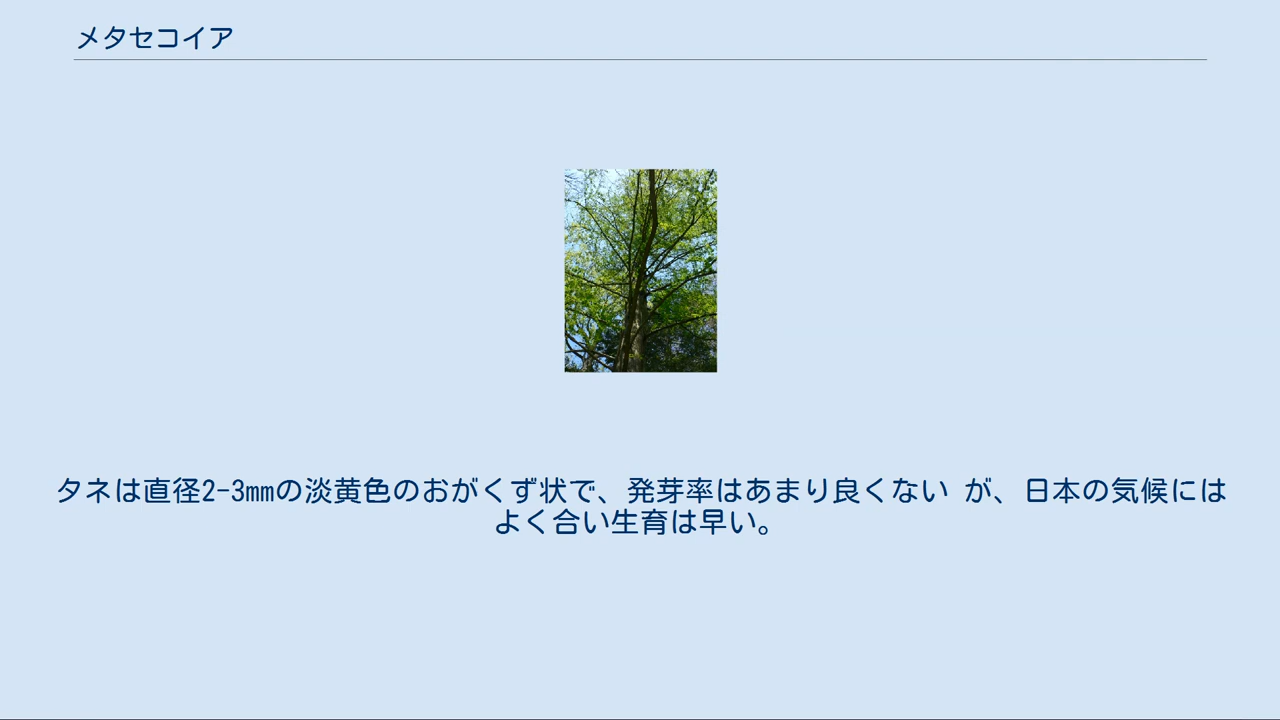 メタセコイア
タネは直径2-3mmの淡黄色のおがくず状で、発芽率はあまり良くない が、日本の気候には
よく合い生育は早い。